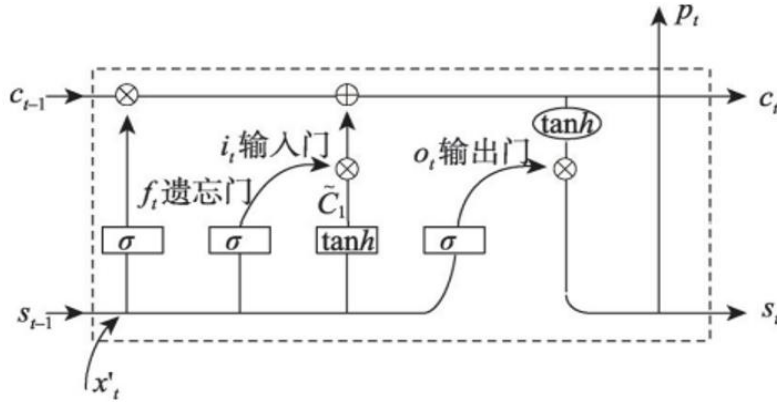 p_t
c_{t-1}
c_t
tanh
i_t 输入门
o_t 输出门
f_t 遗忘门
C̃_1
σ
σ
tanh
σ
s_{t-1}
s_t
x'_t